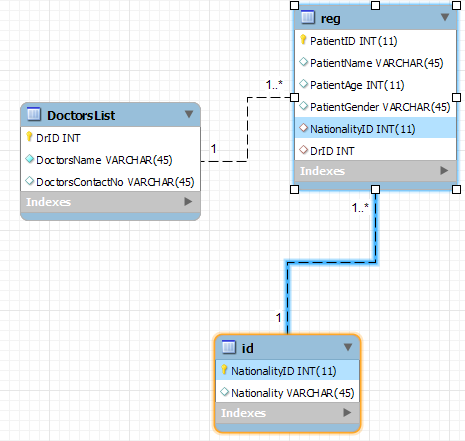 reg
PatientID INT(11)
PatientName VARCHAR(45)
PatientAge INT(11)
PatientGender VARCHAR(45)
NationalityID INT(11)
DrID INT
Indexes
1..*
1..*
DoctorsList
DrID INT
DoctorsName VARCHAR(45)
DoctorsContactNo VARCHAR(45)
Indexes
1
1
id
NationalityID INT(11)
Nationality VARCHAR(45)
Indexes